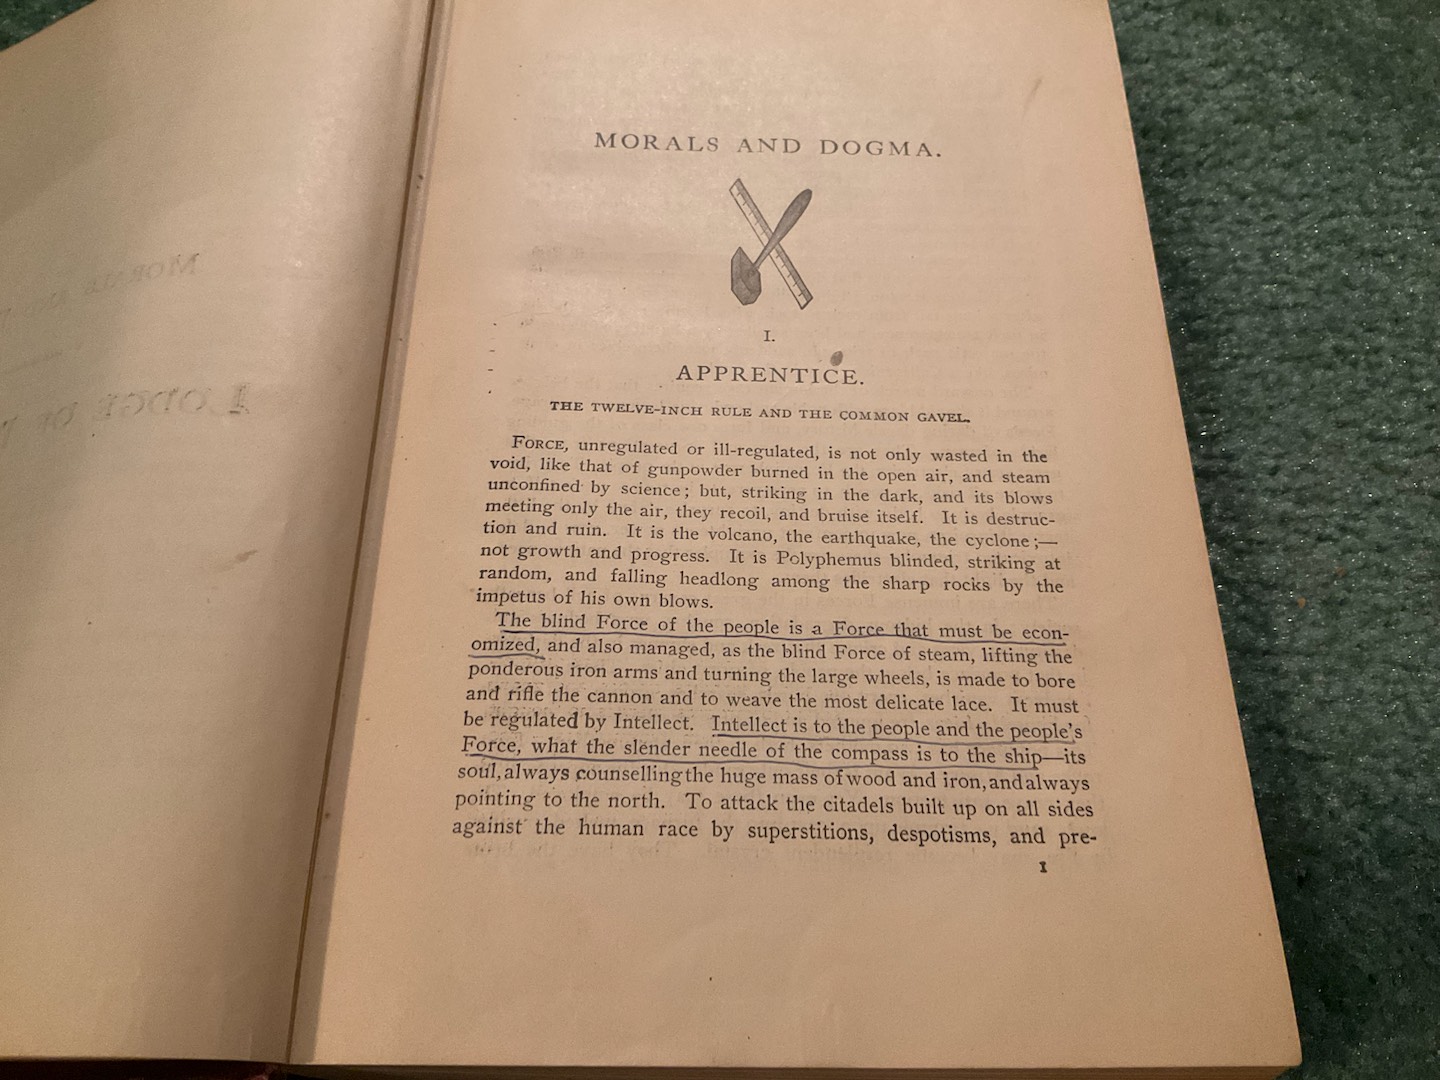 MORALS AND DOGMA.
I.
APPRENTICE.
THE TWELVE-INCH RULE AND THE COMMON GAVEL.
FORCE, unregulated or ill-regulated, is not only wasted in the
void, like that of gunpowder burned in the open air, and steam
unconfined by science; but, striking in the dark, and its blows
meeting only the air, they recoil, and bruise itself. It is destruc-
tion and ruin. It is the volcano, the earthquake, the cyclone;—
not growth and progress. It is Polyphemus blinded, striking at
random, and falling headlong among the sharp rocks by the
impetus of his own blows.
The blind Force of the people is a Force that must be econ-
omized, and also managed, as the blind Force of steam, lifting the
ponderous iron arms and turning the large wheels, is made to bore
and rifle the cannon and to weave the most delicate lace. It must
be regulated by Intellect. Intellect is to the people and the people's
Force, what the slender needle of the compass is to the ship—its
soul, always counselling the huge mass of wood and iron, and always
pointing to the north. To attack the citadels built up on all sides
against the human race by superstitions, despotisms, and pre-
1